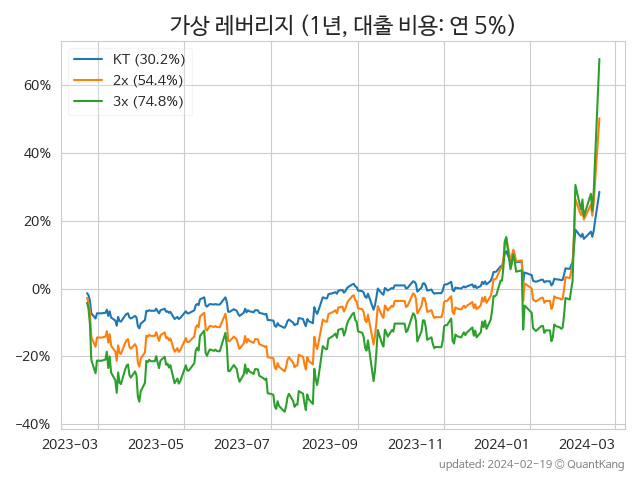 가상 레버리지 (1년, 대출 비용: 연 5%)
KT (30.2%)
2x (54.4%)
3x (74.8%)
60%
40%
20%
0%
−20%
−40%
2023-03 2023-05 2023-07 2023-09 2023-11 2024-01 2024-03
updated: 2024-02-19 © QuantKang